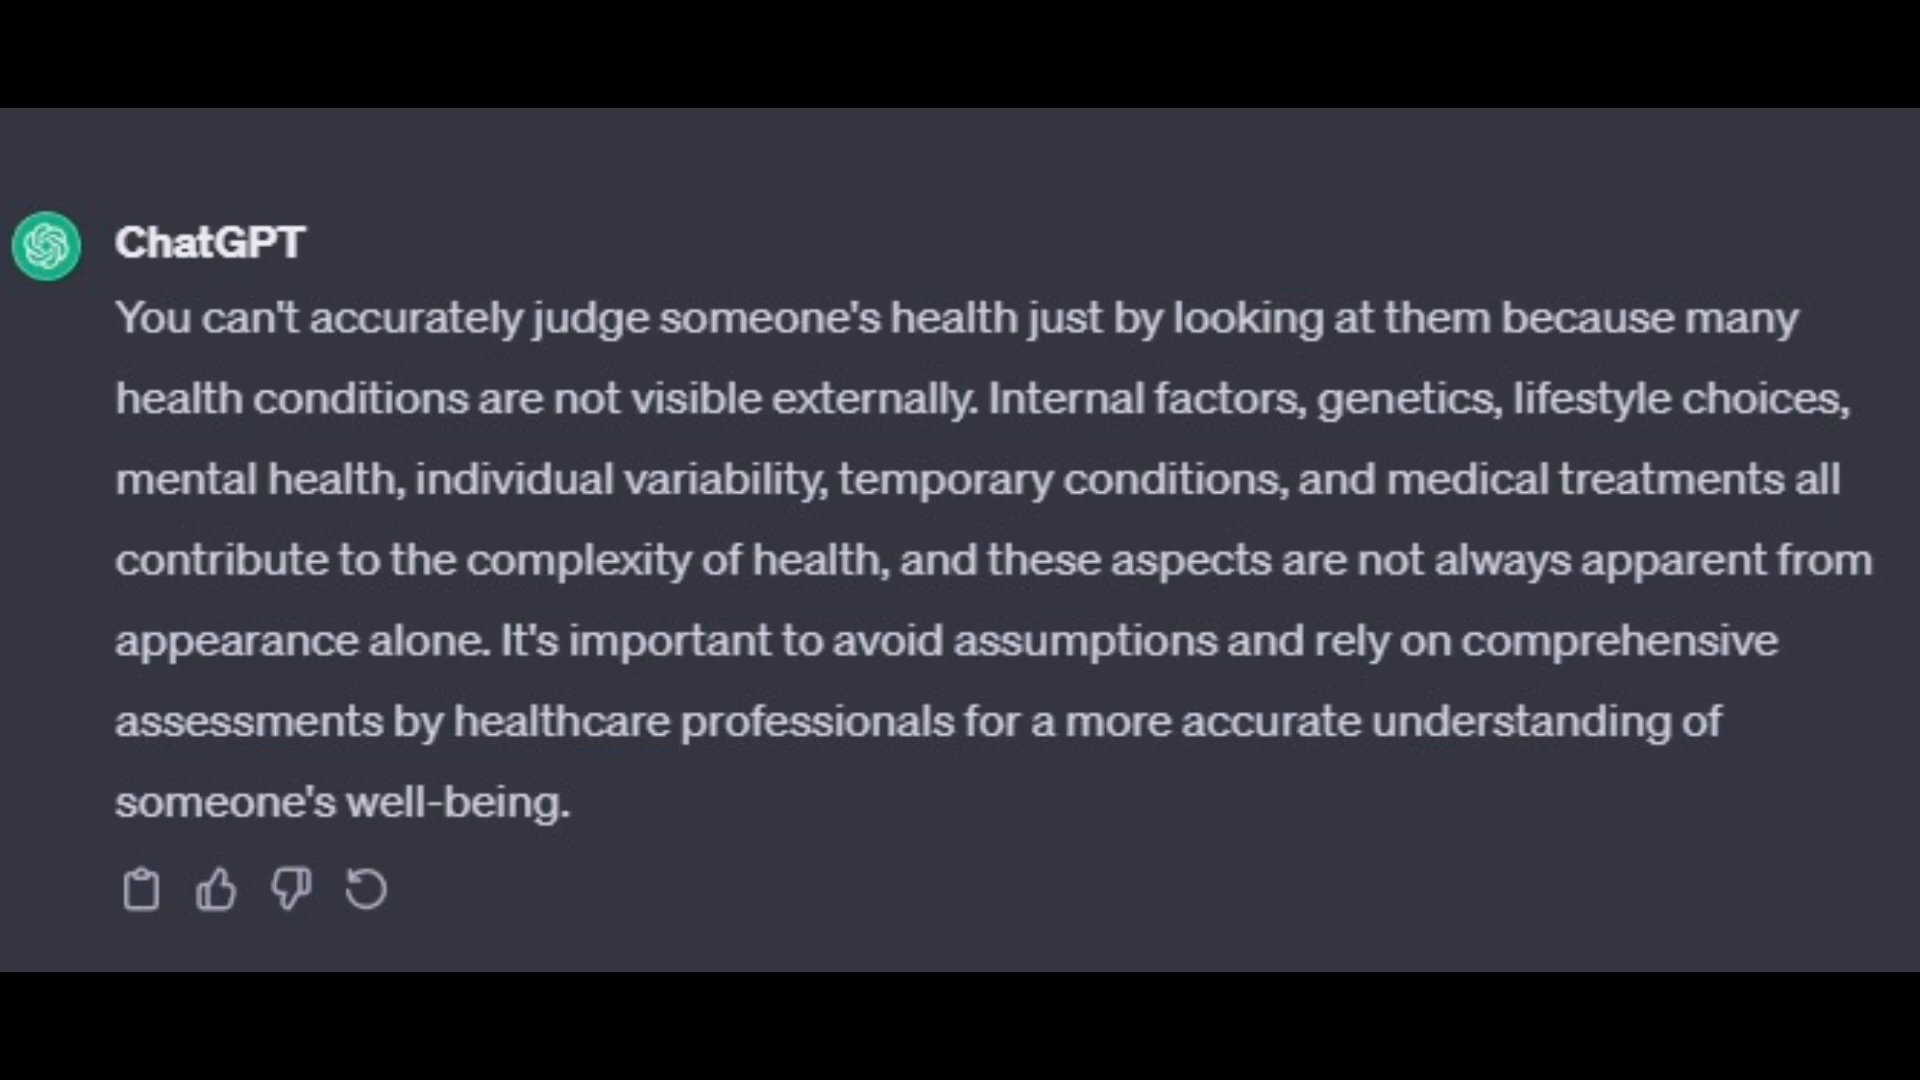 ChatGPT
You can't accurately judge someone's health just by looking at them because many
health conditions are not visible externally. Internal factors, genetics, lifestyle choices,
mental health, individual variability, temporary conditions, and medical treatments all
contribute to the complexity of health, and these aspects are not always apparent from
appearance alone. It's important to avoid assumptions and rely on comprehensive
assessments by healthcare professionals for a more accurate understanding of
someone's well-being.